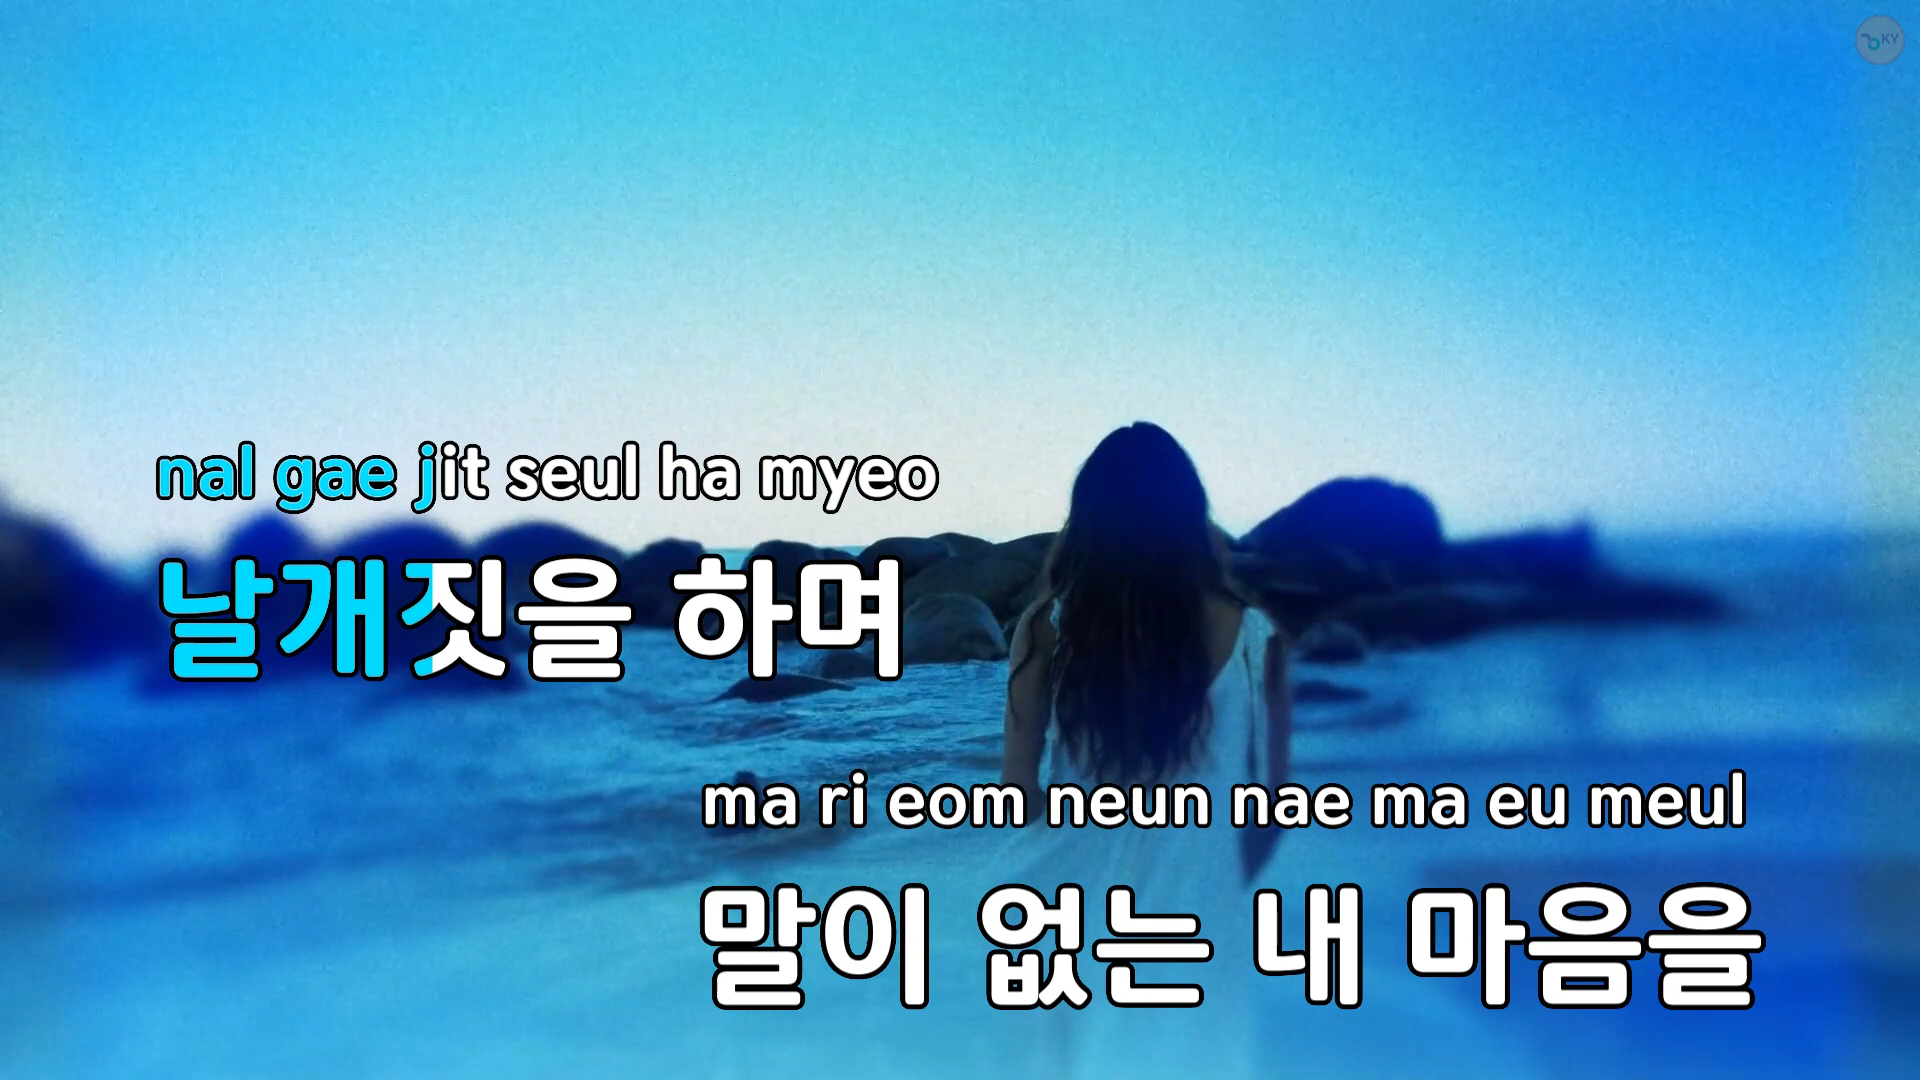 KY
nal gae jit seul ha myeo
날개짓을 하며
ma ri eom neun nae ma eu meul
말이 없는 내 마음을